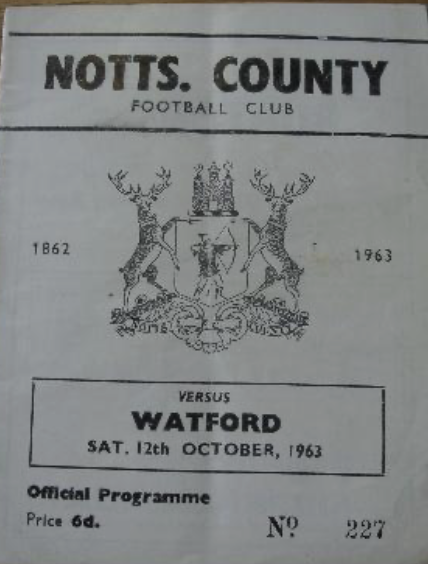 NOTTS. COUNTY
FOOTBALL CLUB
1862
1963
VERSUS
WATFORD
SAT. 12th OCTOBER, 1963
Official Programme
Price 6d.
Nº 227